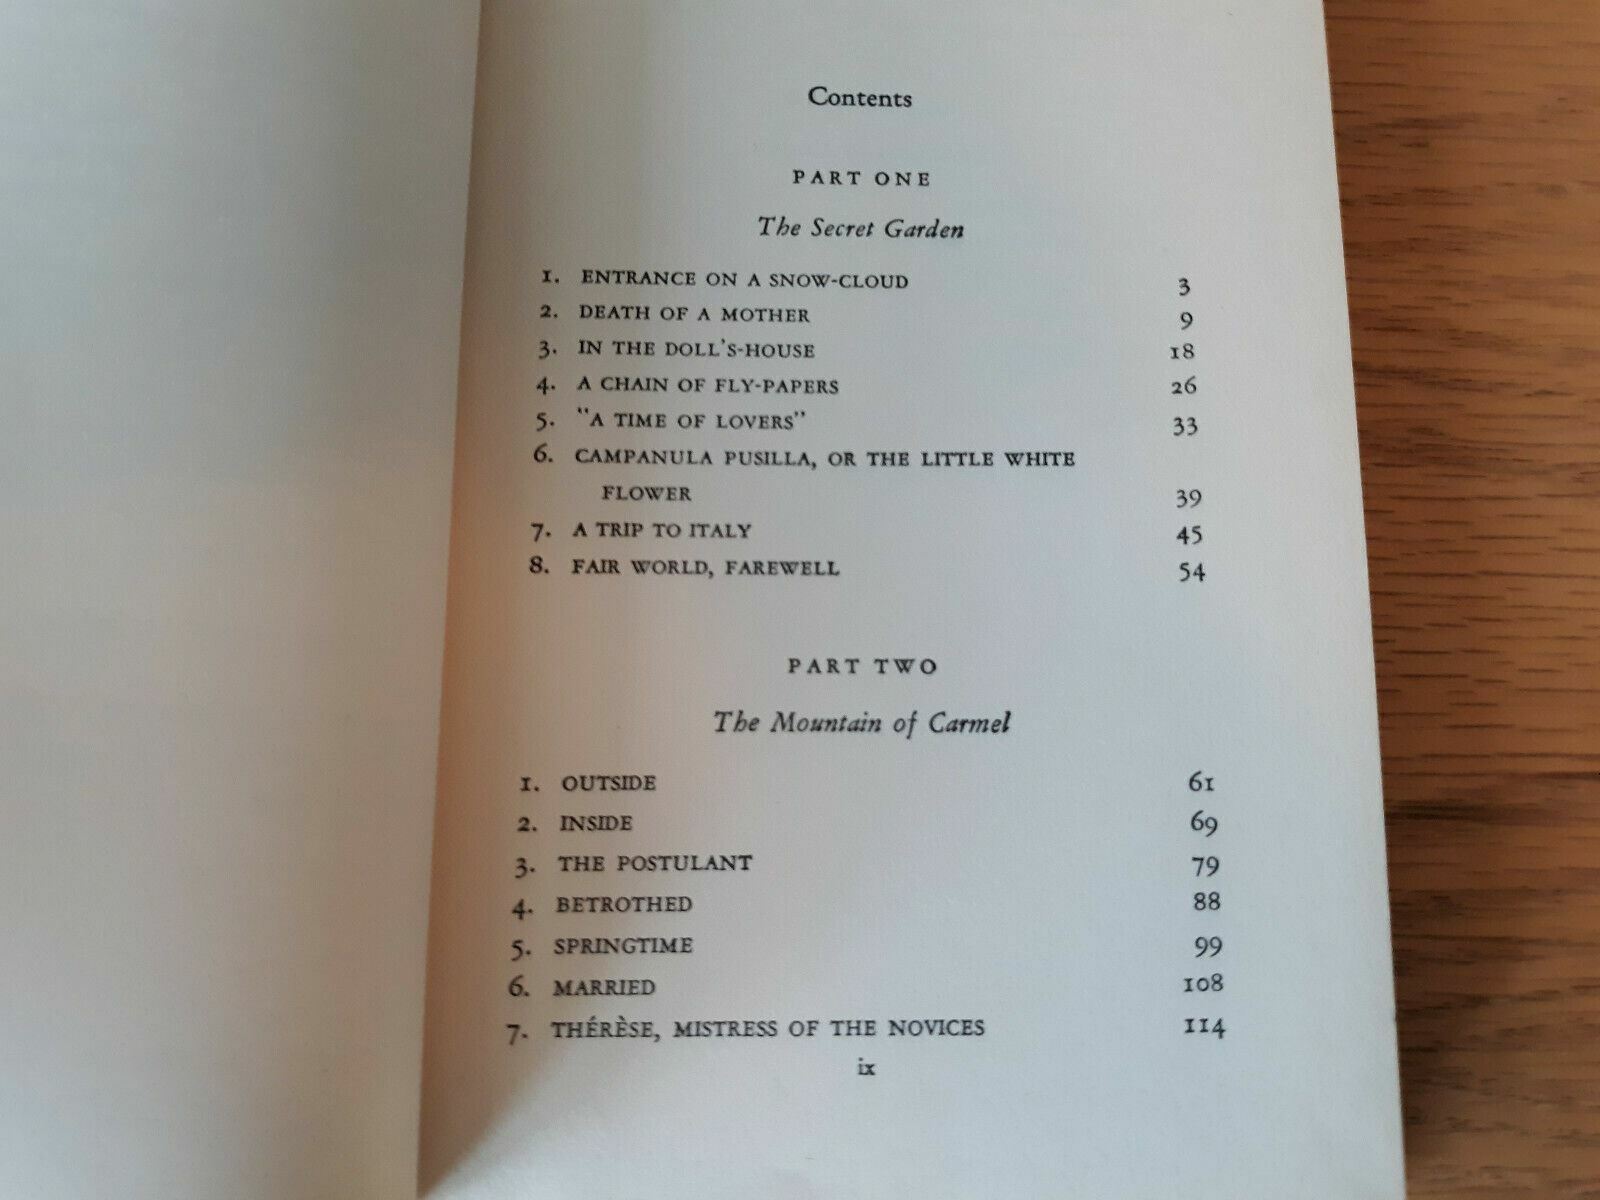 Contents
PART ONE
The Secret Garden
1. ENTRANCE ON A SNOW-CLOUD 3
2. DEATH OF A MOTHER 9
3. IN THE DOLL'S-HOUSE 18
4. A CHAIN OF FLY-PAPERS 26
5. "A TIME OF LOVERS" 33
6. CAMPANULA PUSILLA, OR THE LITTLE WHITE
FLOWER 39
7. A TRIP TO ITALY 45
8. FAIR WORLD, FAREWELL 54
PART TWO
The Mountain of Carmel
1. OUTSIDE 61
2. INSIDE 69
3. THE POSTULANT 79
4. BETROTHED 88
5. SPRINGTIME 99
6. MARRIED 108
7. THÉRÈSE, MISTRESS OF THE NOVICES 114
ix